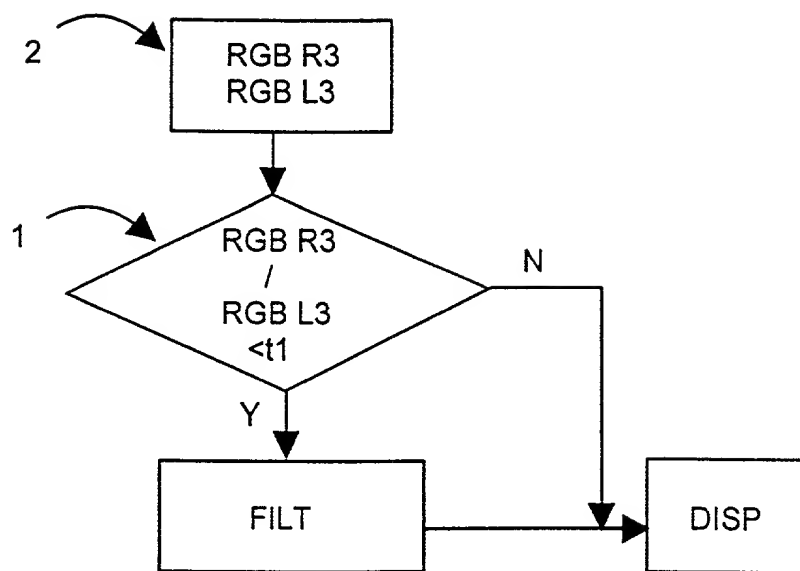 2
RGB R3
RGB L3
1
RGB R3
/
RGB L3
<t1
N
Y
FILT
DISP